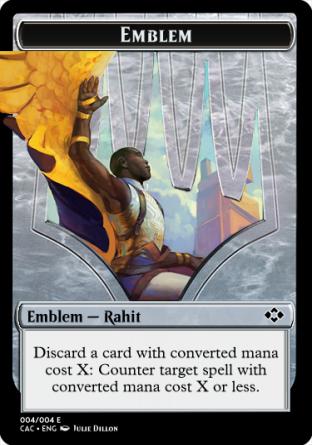 EMBLEM
Emblem — Rahit
Discard a card with converted mana
cost X: Counter target spell with
converted mana cost X or less.
004/004 E
CAC • ENG JULIE DILLON